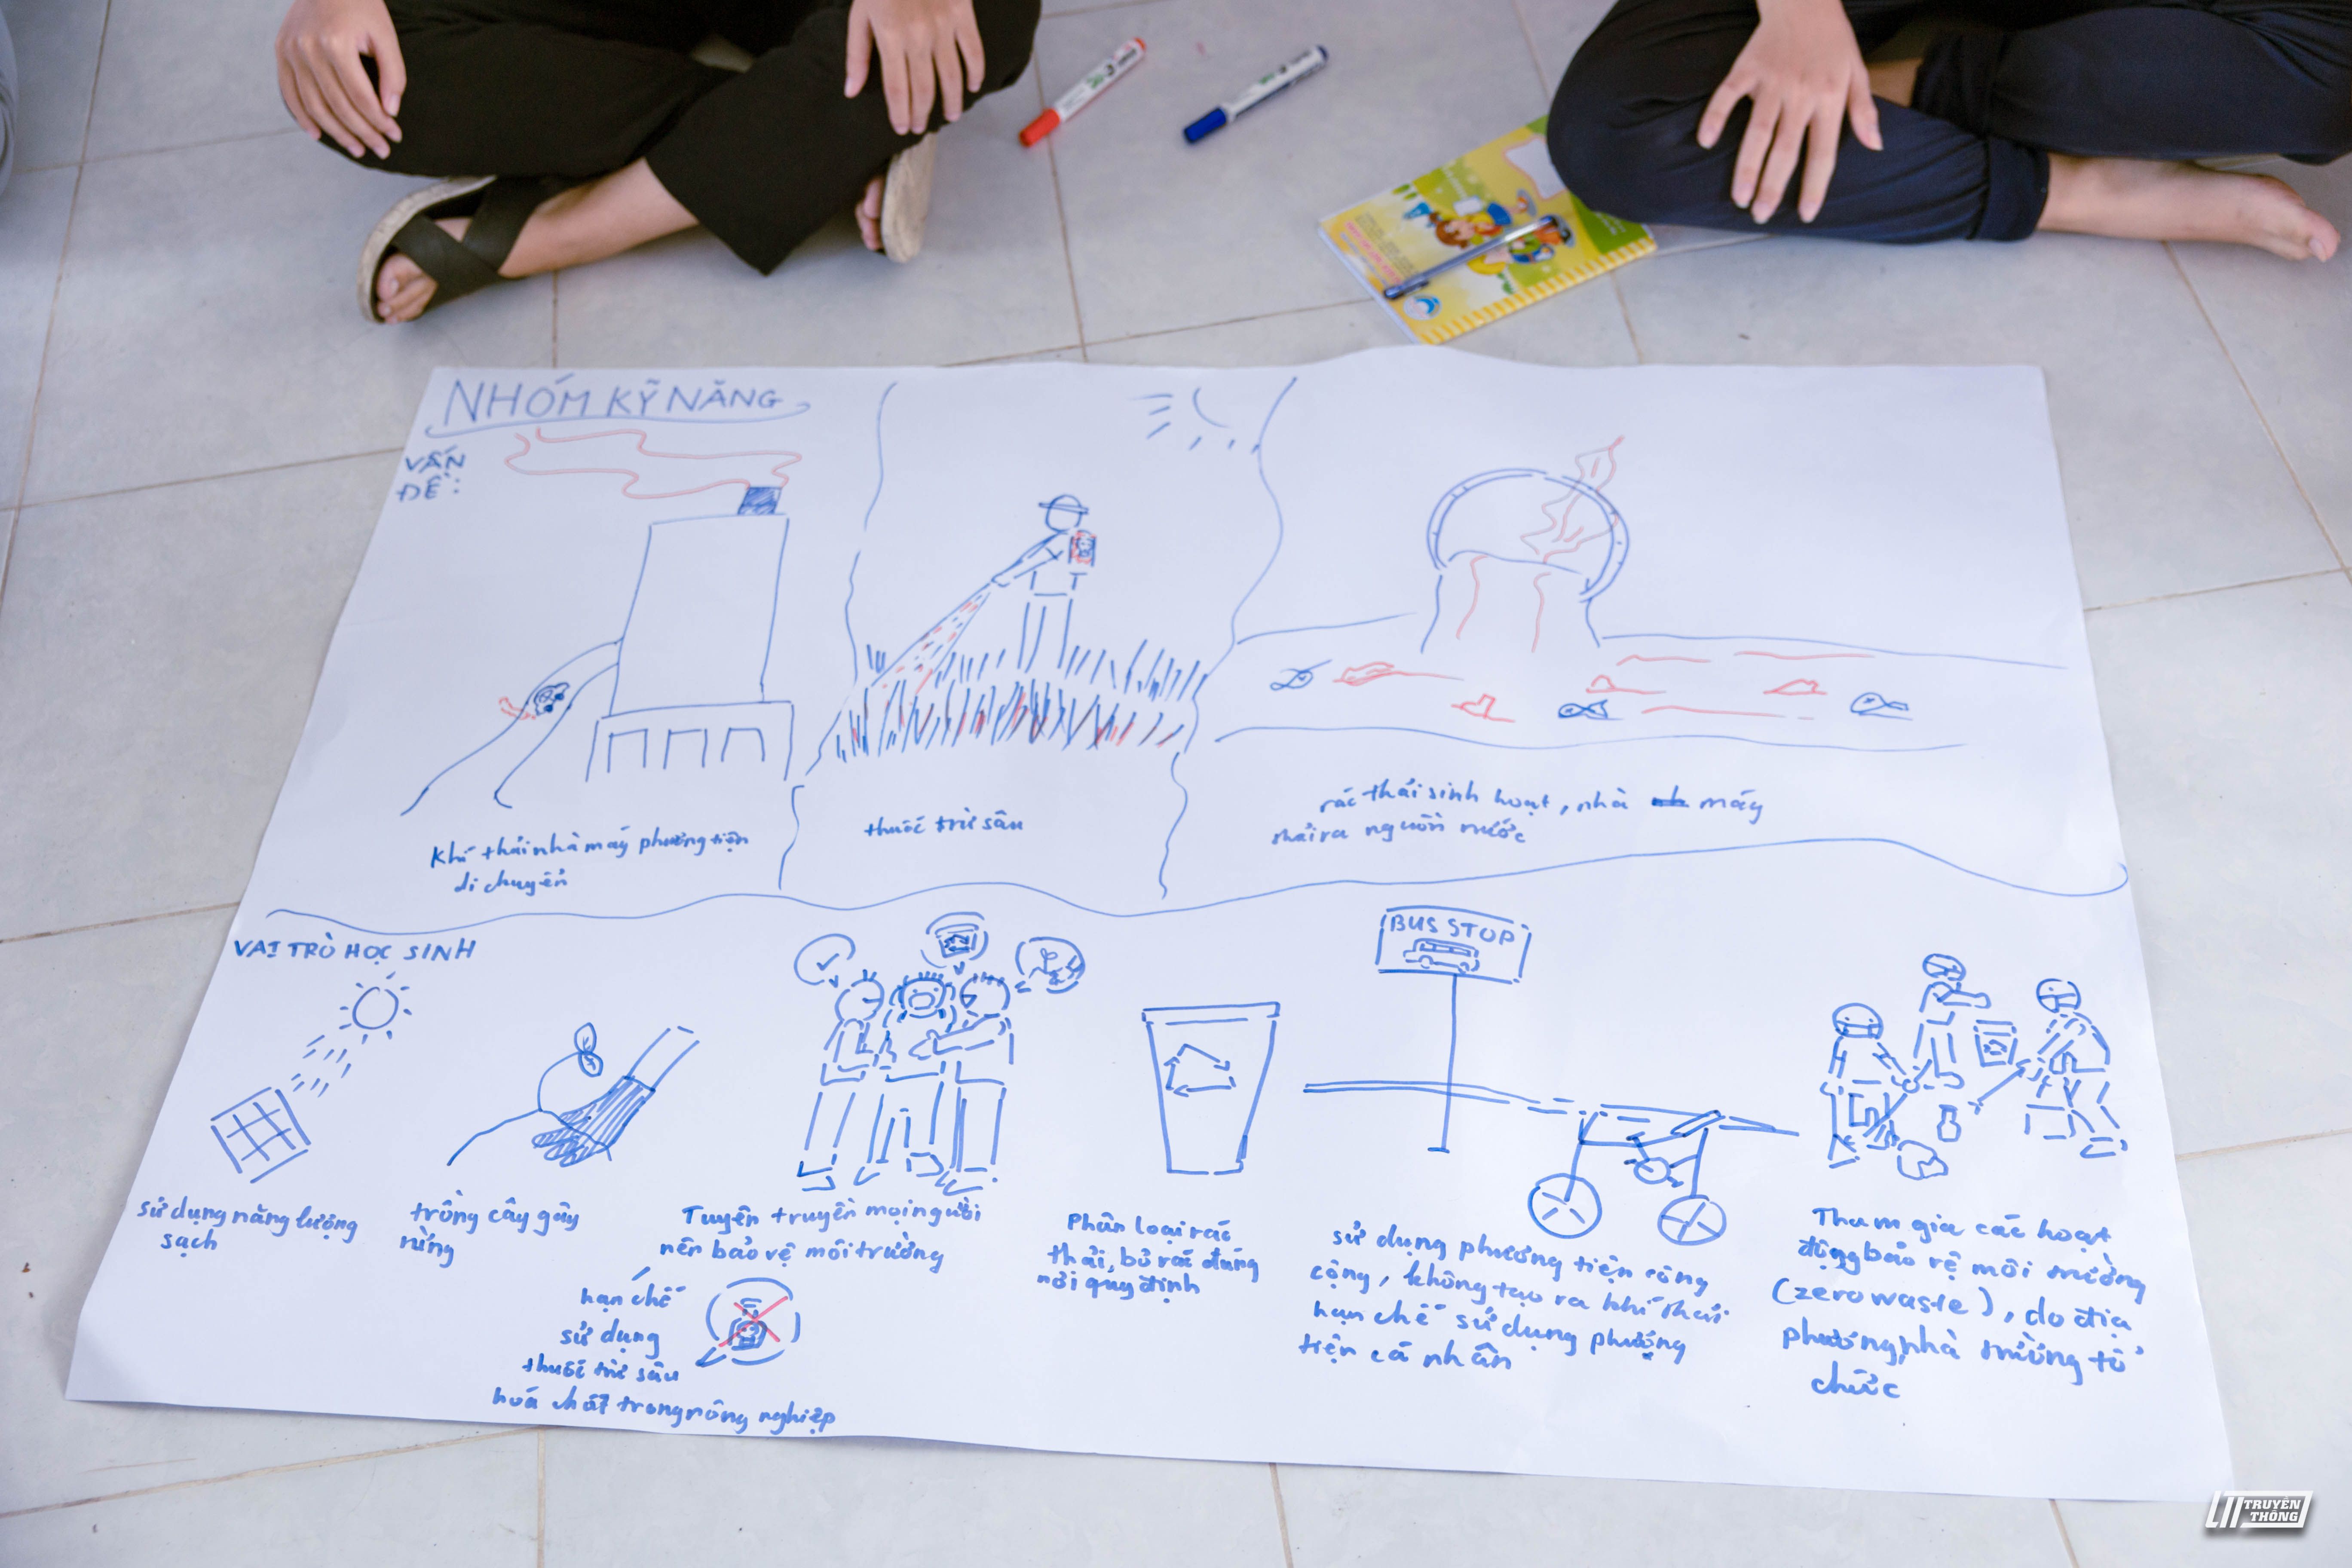 NHÓM KỸ NĂNG
VẤN
ĐỀ:
Khí thải nhà máy phương tiện
di chuyển
thuốc trừ sâu
rác thải sinh hoạt, nhà máy
thải ra nguồn nước
VAI TRÒ HỌC SINH
sử dụng năng lượng
sạch
trồng cây gây
rừng
Tuyên truyền mọi người
nên bảo vệ môi trường
hạn chế
sử dụng
thuốc trừ sâu
hoá chất trong nông nghiệp
Phân loại rác
thải, bỏ rác đúng
nơi quy định
BUS STOP
sử dụng phương tiện công
cộng, không tạo ra khí thải
hạn chế sử dụng phương
tiện cá nhân
Tham gia các hoạt
động bảo vệ môi trường
(zero waste), do địa
phương, nhà trường tổ
chức
TRUYỀN
THÔNG